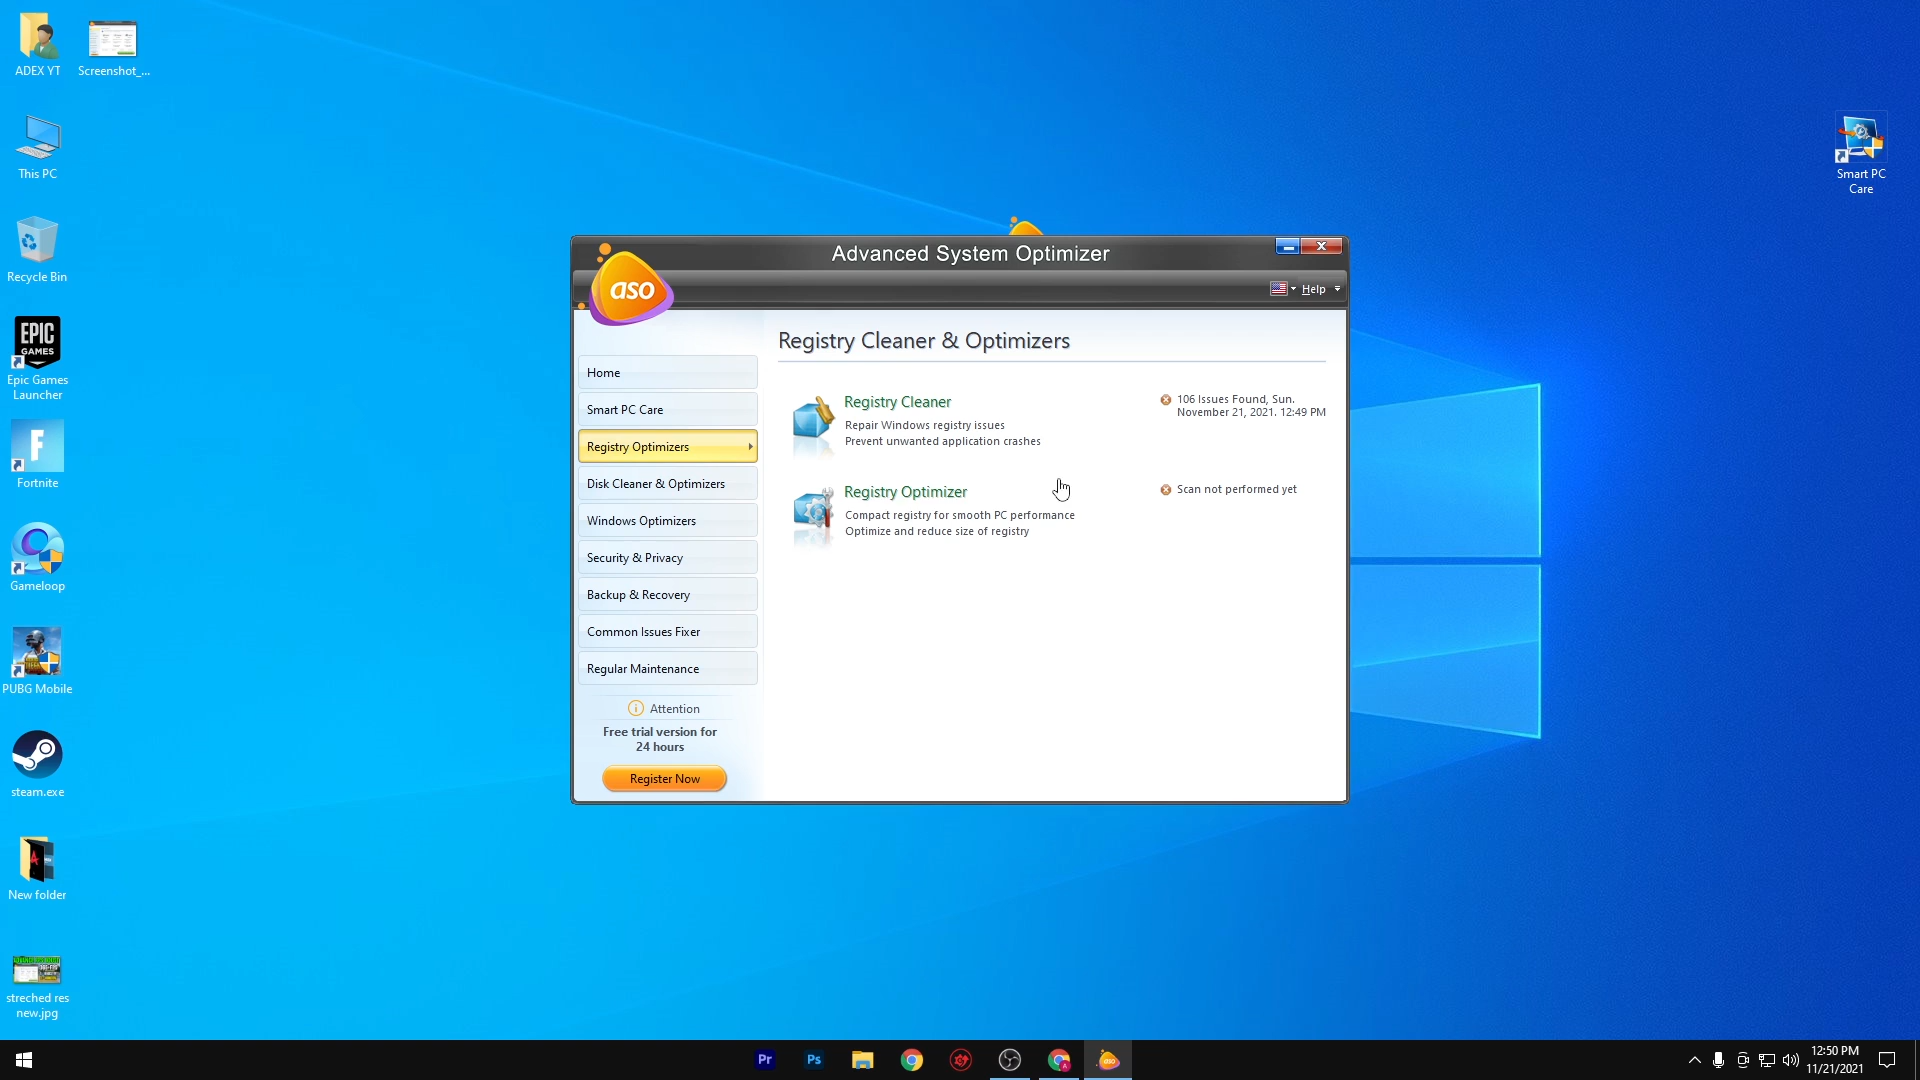 ADEX YT
Screenshot_...
This PC
Recycle Bin
EPIC
GAMES
Epic Games
Launcher
Fortnite
Gameloop
PUBG Mobile
steam.exe
New folder
streched res
new.jpg
Smart PC
Care
Advanced System Optimizer
aso
Help
Home
Smart PC Care
Registry Optimizers
Disk Cleaner & Optimizers
Windows Optimizers
Security & Privacy
Backup & Recovery
Common Issues Fixer
Regular Maintenance
Attention
Free trial version for
24 hours
Register Now
Registry Cleaner & Optimizers
Registry Cleaner
Repair Windows registry issues
Prevent unwanted application crashes
106 Issues Found, Sun.
November 21, 2021. 12:49 PM
Registry Optimizer
Compact registry for smooth PC performance
Optimize and reduce size of registry
Scan not performed yet
Pr
Ps
aso
12:50 PM
11/21/2021